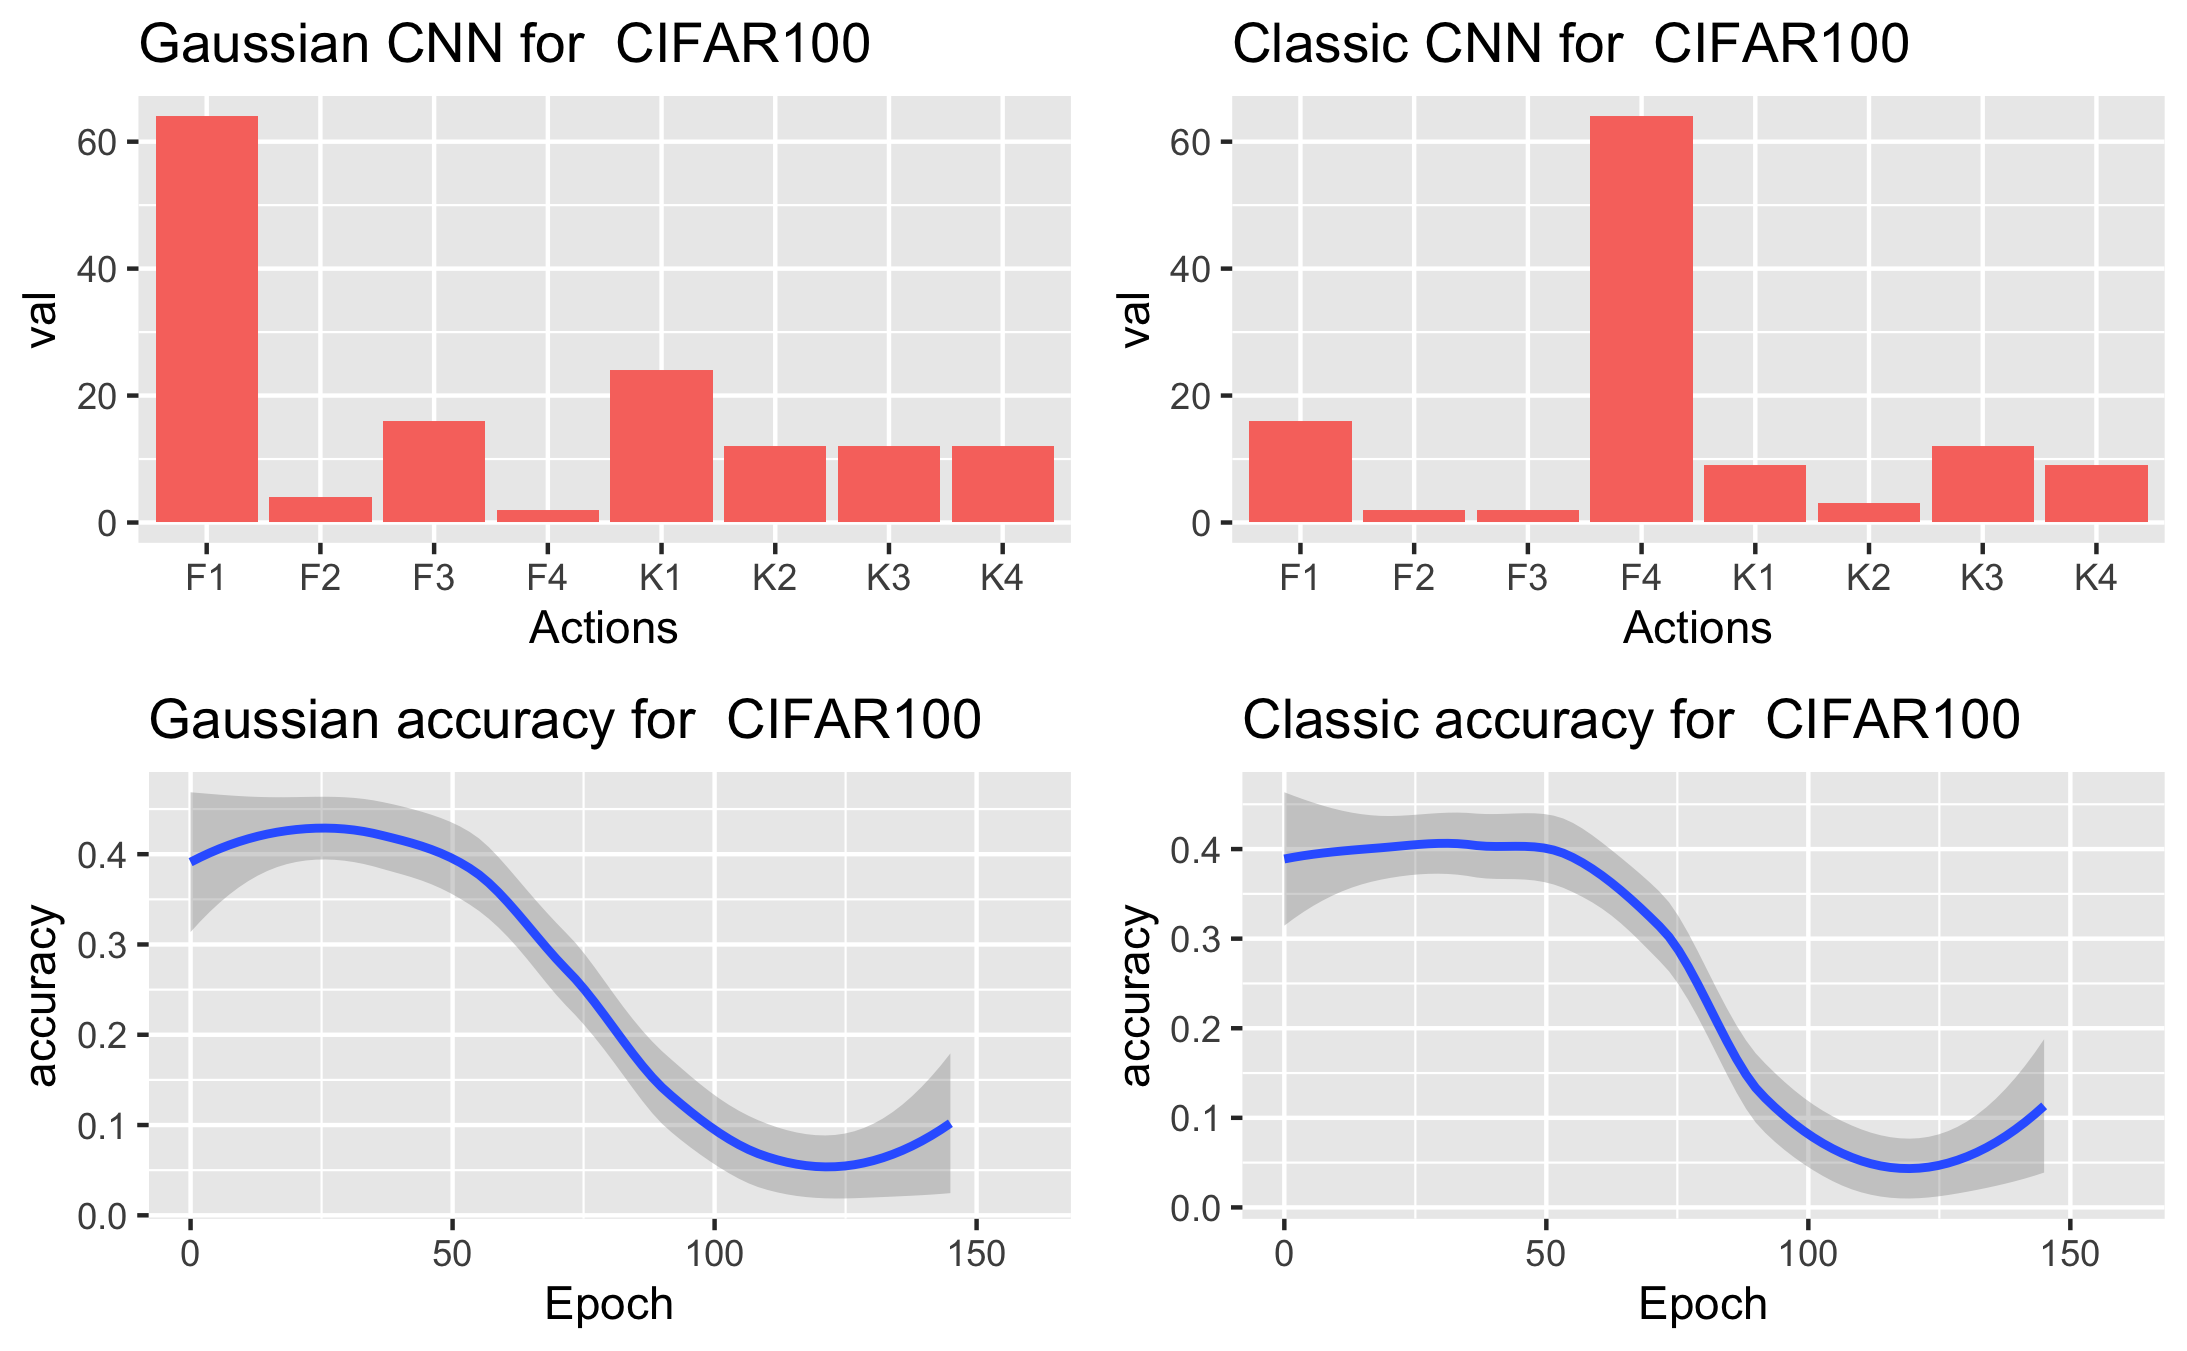 Gaussian CNN for  CIFAR100
val
60
40
20
0
F1 F2 F3 F4 K1 K2 K3 K4
Actions
Classic CNN for  CIFAR100
val
60
40
20
0
F1 F2 F3 F4 K1 K2 K3 K4
Actions
Gaussian accuracy for  CIFAR100
accuracy
0.4
0.3
0.2
0.1
0.0
0 50 100 150
Epoch
Classic accuracy for  CIFAR100
accuracy
0.4
0.3
0.2
0.1
0.0
0 50 100 150
Epoch